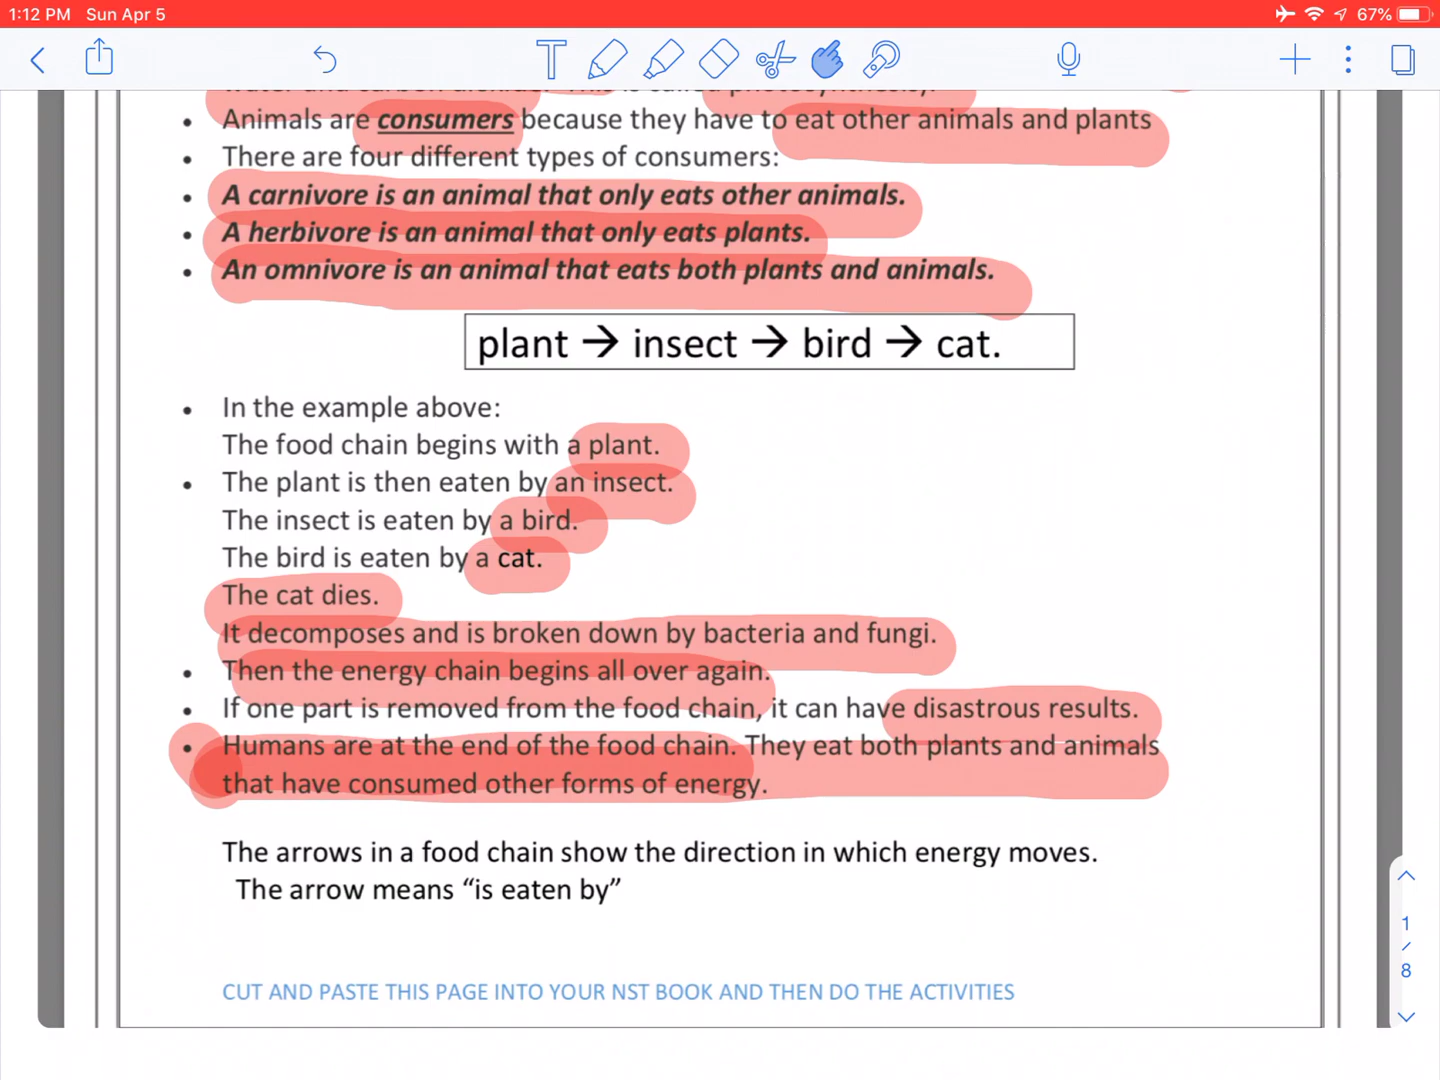 1:12 PM Sun Apr 5 67%
water and carbon dioxide. This is called photosynthesis.
• Animals are consumers because they have to eat other animals and plants
• There are four different types of consumers:
• A carnivore is an animal that only eats other animals.
• A herbivore is an animal that only eats plants.
• An omnivore is an animal that eats both plants and animals.
plant → insect → bird → cat.
• In the example above:
The food chain begins with a plant.
• The plant is then eaten by an insect.
The insect is eaten by a bird.
The bird is eaten by a cat.
The cat dies.
It decomposes and is broken down by bacteria and fungi.
• Then the energy chain begins all over again.
• If one part is removed from the food chain, it can have disastrous results.
• Humans are at the end of the food chain. They eat both plants and animals
that have consumed other forms of energy.
The arrows in a food chain show the direction in which energy moves.
The arrow means “is eaten by”
1
/
8
CUT AND PASTE THIS PAGE INTO YOUR NST BOOK AND THEN DO THE ACTIVITIES